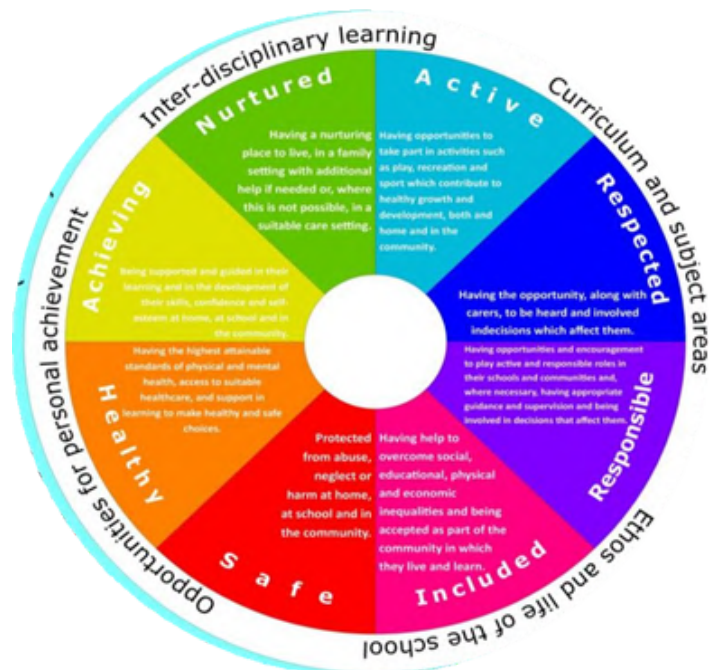 Inter-disciplinary learning
Curriculum and subject areas
Ethos and life of the school
Opportunities for personal achievement
Nurtured
Having a nurturing
place to live, in a family
setting with additional
help if needed or, where
this is not possible, in a
suitable care setting.
Active
Having opportunities to
take part in activities such
as play, recreation and
sport which contribute to
healthy growth and
development, both and
home and in the
community.
Respected
Having the opportunity, along with
carers, to be heard and involved
indecisions which affect them.
Responsible
Having opportunities and encouragement
to play active and responsible roles in
their schools and communities and,
where necessary, having appropriate
guidance and supervision and being
involved in decisions that affect them.
Included
Having help to
overcome social,
educational, physical
and economic
inequalities and being
accepted as part of the
community in which
they live and learn.
Safe
Protected
from abuse,
neglect or
harm at home,
at school and in
the community.
Healthy
Having the highest attainable
standards of physical and mental
health, access to suitable
healthcare, and support in
learning to make healthy and safe
choices.
Achieving
Being supported and guided in their
learning and in the development of
their skills, confidence and self-
esteem at home, at school and in
the community.